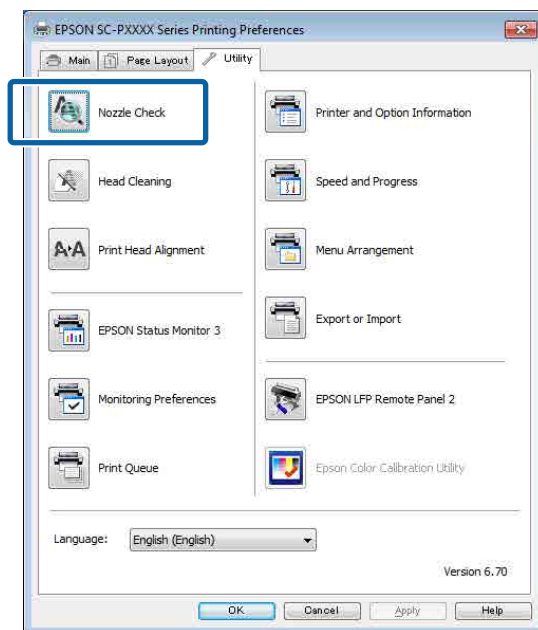 EPSON SC-PXXXX Series Printing Preferences
Main
Page Layout
Utility
Nozzle Check
Printer and Option Information
Head Cleaning
Speed and Progress
A▸A
Print Head Alignment
Menu Arrangement
Export or Import
EPSON Status Monitor 3
Monitoring Preferences
EPSON LFP Remote Panel 2
Print Queue
Epson Color Calibration Utility
Language:
English (English)
Version 6.70
OK
Cancel
Apply
Help